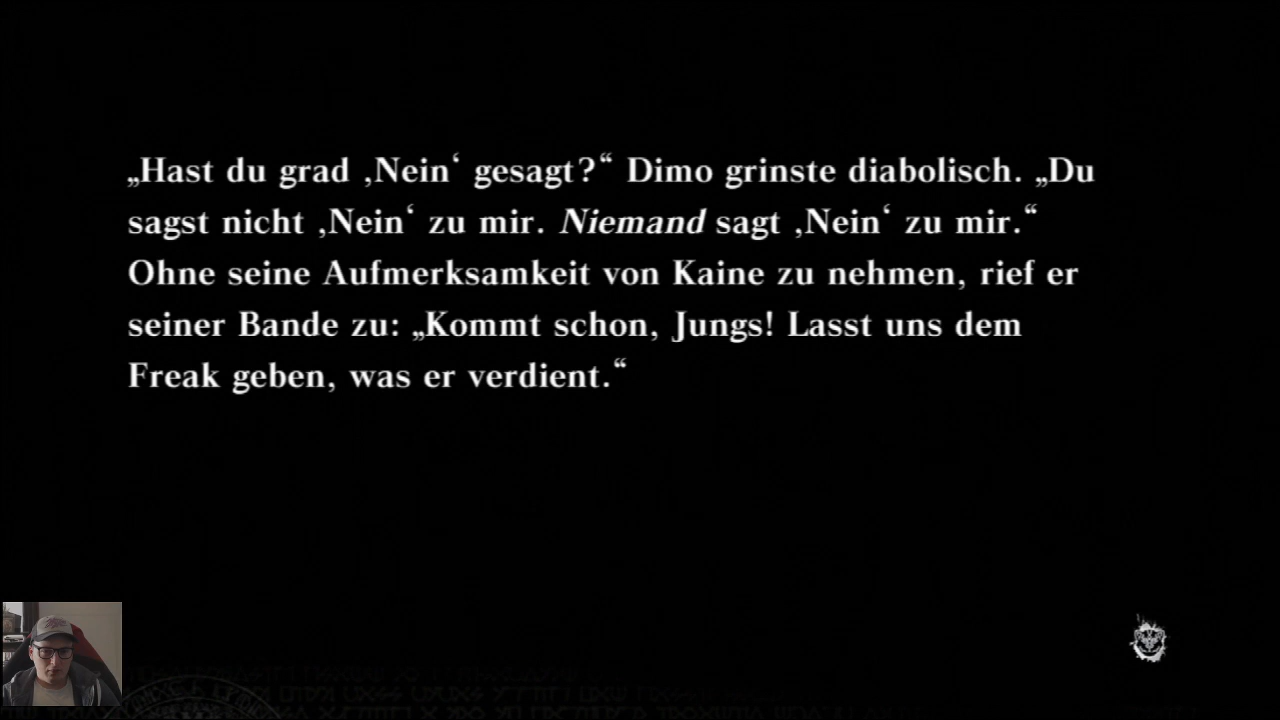 „Hast du grad ‚Nein‘ gesagt?“ Dimo grinste diabolisch. „Du
sagst nicht ‚Nein‘ zu mir. Niemand sagt ‚Nein‘ zu mir.“
Ohne seine Aufmerksamkeit von Kaine zu nehmen, rief er
seiner Bande zu: „Kommt schon, Jungs! Lasst uns dem
Freak geben, was er verdient.“